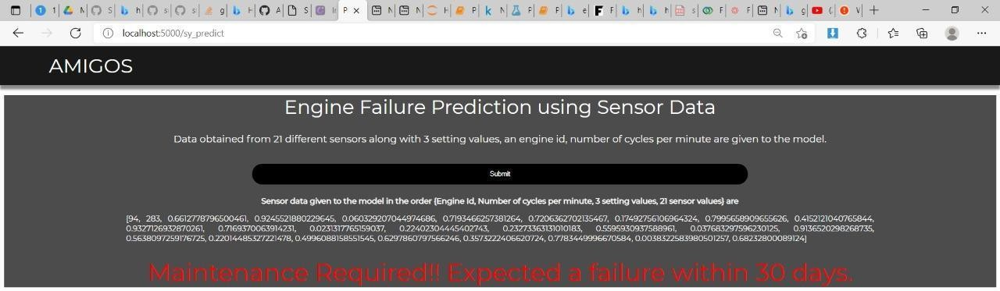 localhost:5000/sy_predict
AMIGOS
Engine Failure Prediction using Sensor Data
Data obtained from 21 different sensors along with 3 setting values, an engine id, number of cycles per minute are given to the model.
Submit
Sensor data given to the model in the order {Engine Id, Number of cycles per minute, 3 setting values, 21 sensor values} are
[94, 283, 0.6612778796500461, 0.9245521880229645, 0.060329207044974686, 0.7193466257381264, 0.7206362702135467, 0.17492756106964324, 0.7995658909655626, 0.4152121040765844,
0.9327126932870261, 0.7169370063914231, 0.0231317765159037, 0.22402304445402743, 0.23273363131010183, 0.5595930937588961, 0.037683297596230125, 0.9136520298268735,
0.5638097259176725, 0.22014485327221478, 0.4996088158551545, 0.6297860797566246, 0.3573222406620724, 0.7783449996670584, 0.0038322583980501257, 0.68232800089124]
Maintenance Required!! Expected a failure within 30 days.